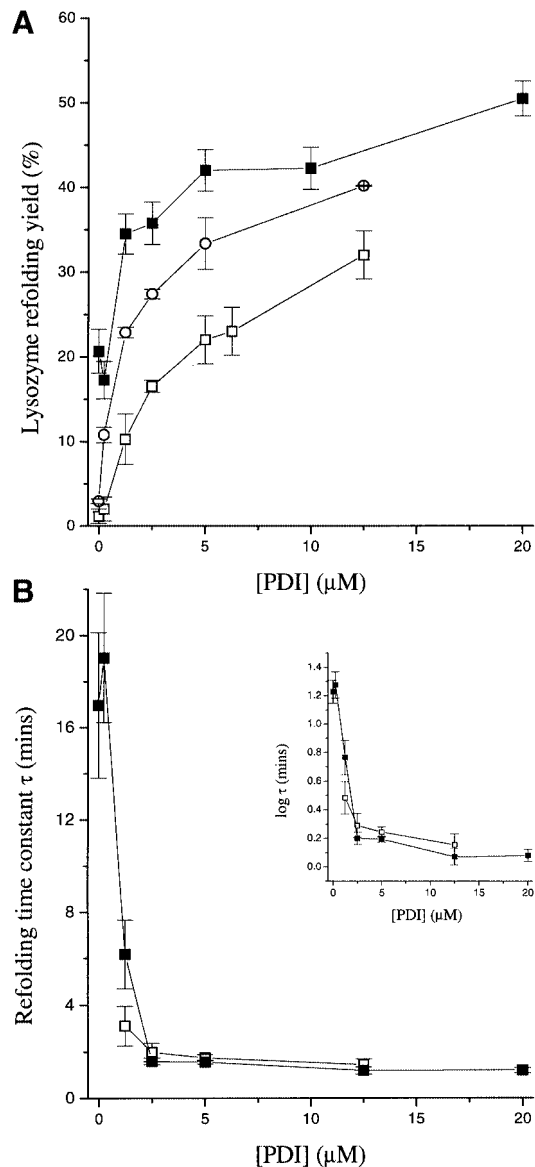 A
60
50
40
30
20
10
0
Lysozyme refolding yield (%)
0 5 10 15 20
[PDI] (µM)
B
20
16
12
8
4
0
Refolding time constant τ (mins)
1.4
1.2
1.0
0.8
0.6
0.4
0.2
0.0
log τ (mins)
0 5 10 15 20
[PDI] (µM)
0 5 10 15 20
[PDI] (µM)